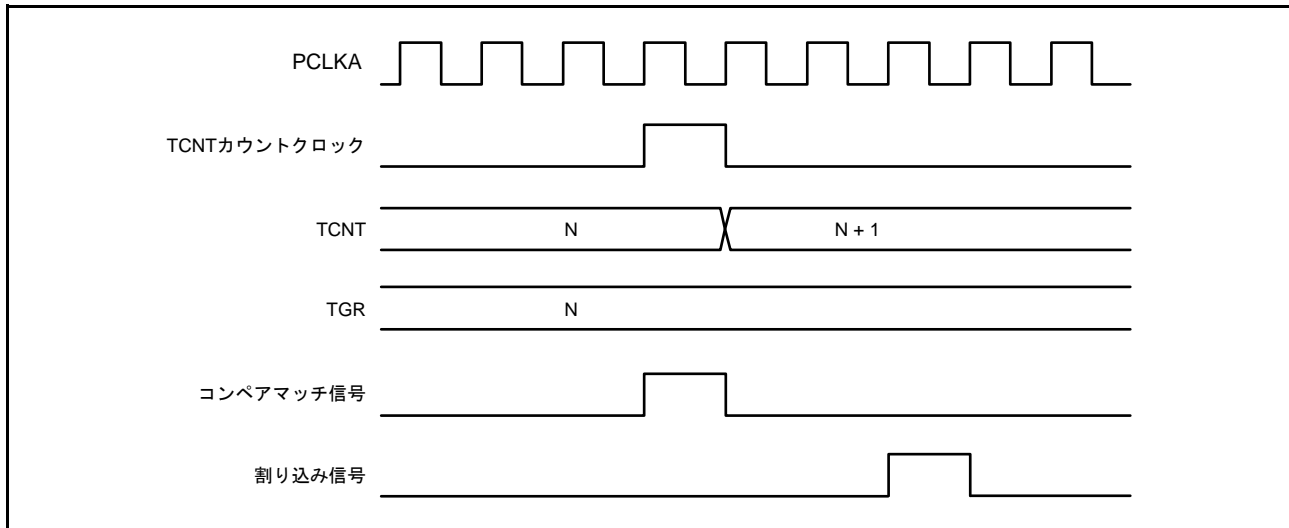 PCLKA
TCNTカウントクロック
TCNT N N + 1
TGR N
コンペアマッチ信号
割り込み信号